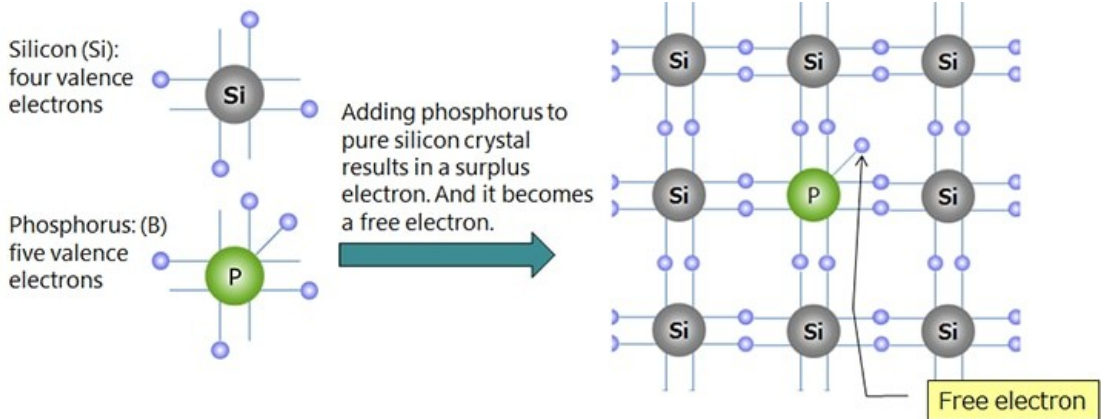 Silicon (Si):
four valence
electrons
Si
Phosphorus: (B)
five valence
electrons
P
Adding phosphorus to
pure silicon crystal
results in a surplus
electron. And it becomes
a free electron.
Si Si Si
Si P Si
Si Si Si
Free electron